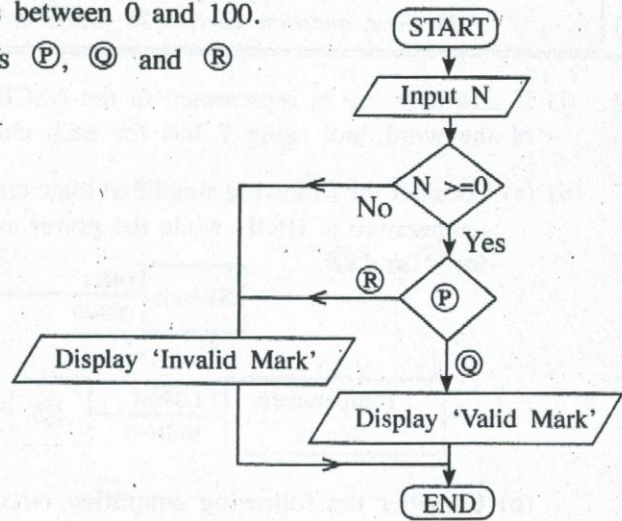 between 0 and 100.
s Ⓟ, Ⓠ and Ⓡ
START
Input N
N >=0
No
Yes
Ⓡ
Ⓟ
Ⓠ
Display ‘Invalid Mark’
Display ‘Valid Mark’
END